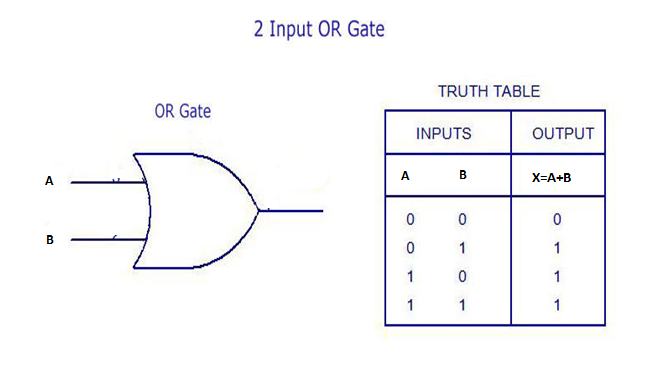 2 Input OR Gate
OR Gate
A
B
TRUTH TABLE
INPUTS OUTPUT
A B X=A+B
0 0 0
0 1 1
1 0 1
1 1 1